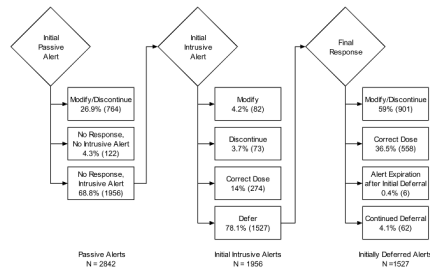 Initial
Passive
Alert
Modify/Discontinue
26.9% (764)
No Response,
No Intrusive Alert
4.3% (122)
No Response,
Intrusive Alert
68.8% (1956)
Passive Alerts
N = 2842
Initial
Intrusive
Alert
Modify
4.2% (82)
Discontinue
3.7% (73)
Correct Dose
14% (274)
Defer
78.1% (1527)
Initial Intrusive Alerts
N = 1956
Final
Response
Modify/Discontinue
59% (901)
Correct Dose
36.5% (558)
Alert Expiration
after Initial Deferral
0.4% (6)
Continued Deferral
4.1% (62)
Initially Deferred Alerts
N =1527